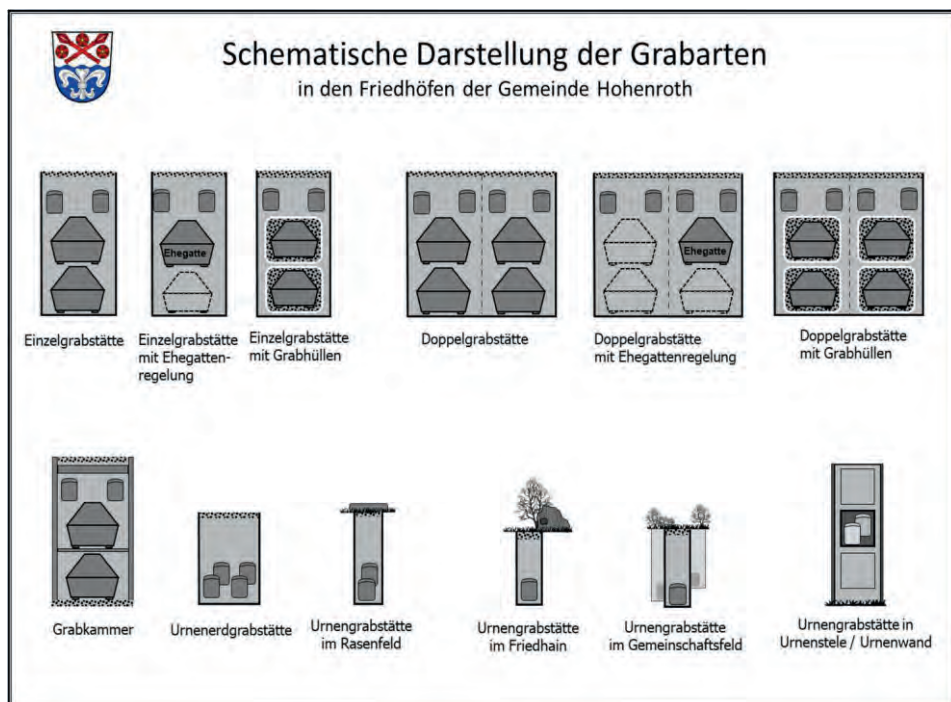 Schematische Darstellung der Grabarten
in den Friedhöfen der Gemeinde Hohenroth
Ehegatte
Ehegatte
Einzelgrabstätte
Einzelgrabstätte
mit Ehegatten-
regelung
Einzelgrabstätte
mit Grabhüllen
Doppelgrabstätte
Doppelgrabstätte
mit Ehegattenregelung
Doppelgrabstätte
mit Grabhüllen
Grabkammer
Urnenerdgrabstätte
Urnengrabstätte
im Rasenfeld
Urnengrabstätte
im Friedhain
Urnengrabstätte
im Gemeinschaftsfeld
Urnengrabstätte in
Urnenstele / Urnenwand